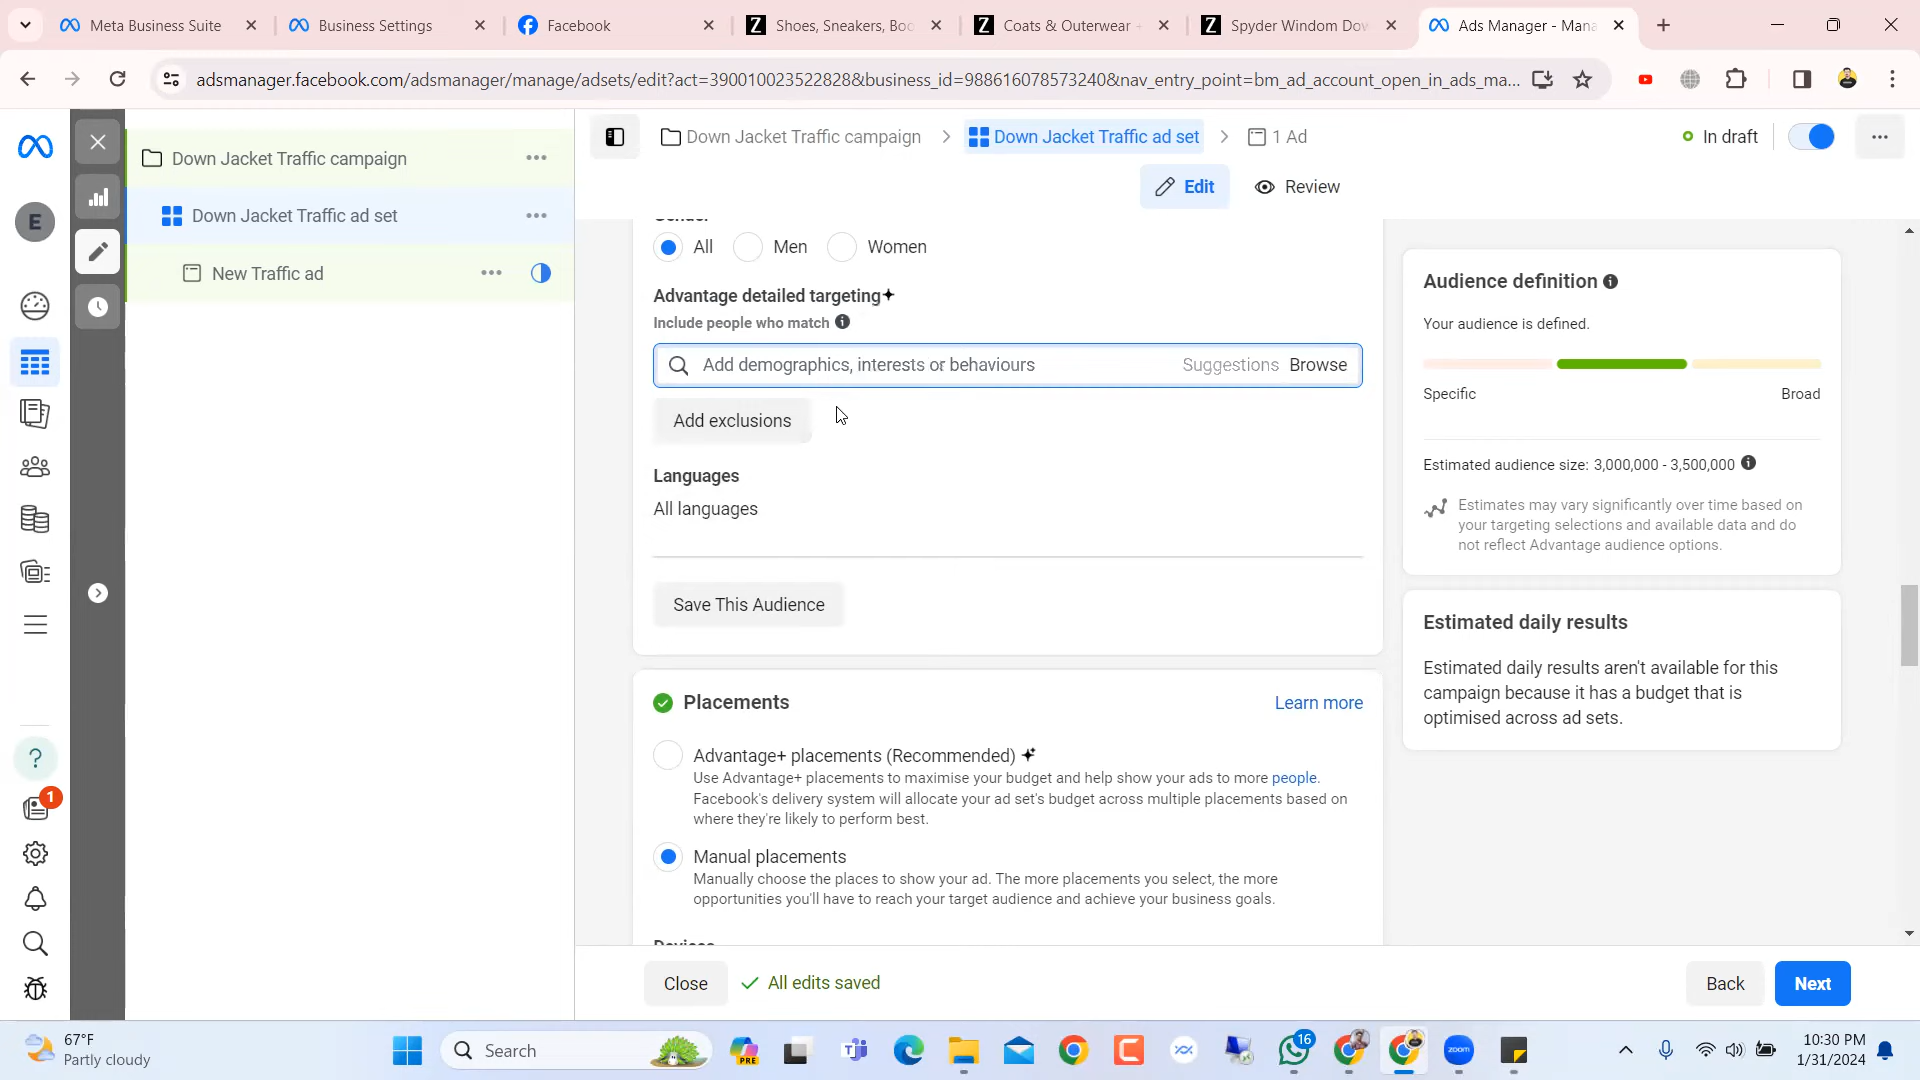 Meta Business Suite
Business Settings
Facebook
Shoes, Sneakers, Boo
Coats & Outerwear +
Spyder Windom Dow
Ads Manager - Mana
adsmanager.facebook.com/adsmanager/manage/adsets/edit?act=390010023522828&business_id=988616078573240&nav_entry_point=bm_ad_account_open_in_ads_ma...
E
Down Jacket Traffic campaign
Down Jacket Traffic ad set
New Traffic ad
Down Jacket Traffic campaign
Down Jacket Traffic ad set
1 Ad
In draft
Edit
Review
Gender
All
Men
Women
Advantage detailed targeting
Include people who match
Add demographics, interests or behaviours
Suggestions
Browse
Add exclusions
Languages
All languages
Save This Audience
Placements
Learn more
Advantage+ placements (Recommended)
Use Advantage+ placements to maximise your budget and help show your ads to more people.
Facebook's delivery system will allocate your ad set's budget across multiple placements based on
where they're likely to perform best.
Manual placements
Manually choose the places to show your ad. The more placements you select, the more
opportunities you'll have to reach your target audience and achieve your business goals.
Devices
Audience definition
Your audience is defined.
Specific
Broad
Estimated audience size: 3,000,000 - 3,500,000
Estimates may vary significantly over time based on
your targeting selections and available data and do
not reflect Advantage audience options.
Estimated daily results
Estimated daily results aren't available for this
campaign because it has a budget that is
optimised across ad sets.
1
Close
All edits saved
Back
Next
67°F
Partly cloudy
Search
PRE
16
zoom
10:30 PM
1/31/2024